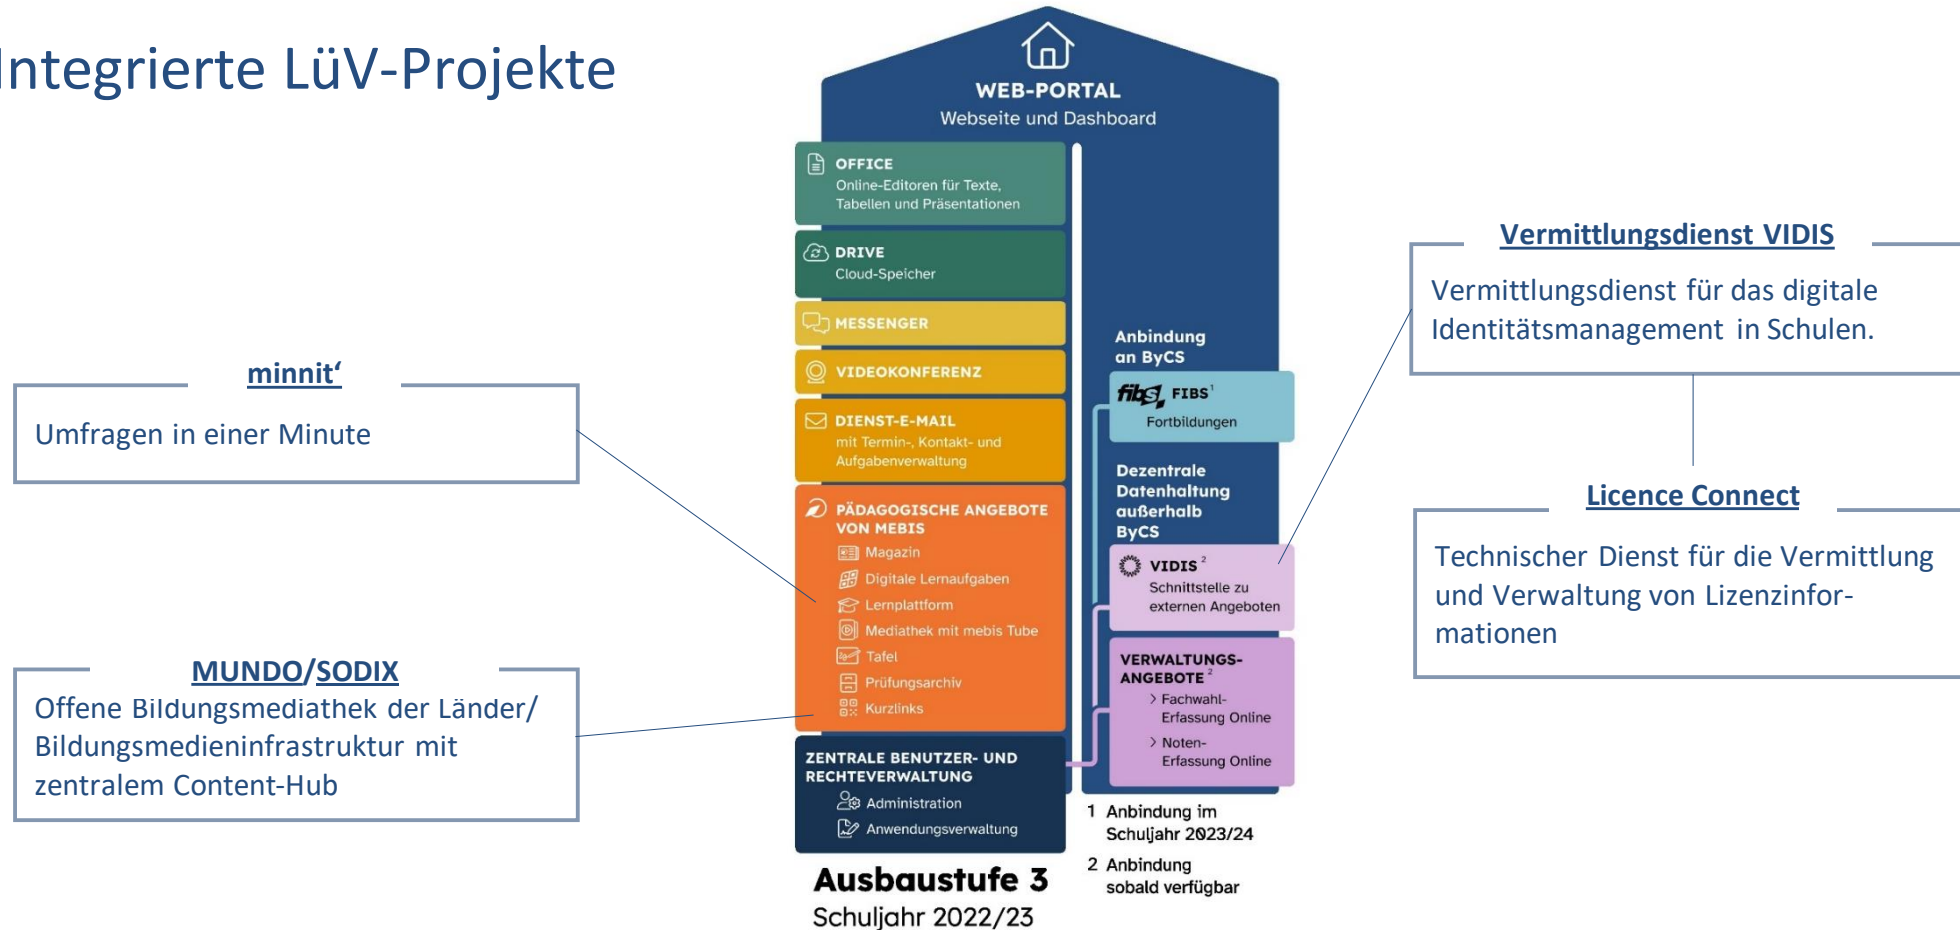 Integrierte LüV-Projekte
minnit‘
Umfragen in einer Minute
MUNDO/SODIX
Offene Bildungsmediathek der Länder/
Bildungsmedieninfrastruktur mit
zentralem Content-Hub
WEB-PORTAL
Webseite und Dashboard
OFFICE
Online-Editoren für Texte,
Tabellen und Präsentationen
DRIVE
Cloud-Speicher
MESSENGER
VIDEOKONFERENZ
DIENST-E-MAIL
mit Termin-, Kontakt- und
Aufgabenverwaltung
PÄDAGOGISCHE ANGEBOTE
VON MEBIS
Magazin
Digitale Lernaufgaben
Lernplattform
Mediathek mit mebis Tube
Tafel
Prüfungsarchiv
Kurzlinks
ZENTRALE BENUTZER- UND
RECHTEVERWALTUNG
Administration
Anwendungsverwaltung
Ausbaustufe 3
Schuljahr 2022/23
Anbindung
an ByCS
fibs FIBS¹
Fortbildungen
Dezentrale
Datenhaltung
außerhalb
ByCS
VIDIS ²
Schnittstelle zu
externen Angeboten
VERWALTUNGS-
ANGEBOTE ²
> Fachwahl-
Erfassung Online
> Noten-
Erfassung Online
1 Anbindung im
Schuljahr 2023/24
2 Anbindung
sobald verfügbar
Vermittlungsdienst VIDIS
Vermittlungsdienst für das digitale
Identitätsmanagement in Schulen.
Licence Connect
Technischer Dienst für die Vermittlung
und Verwaltung von Lizenzinfor-
mationen